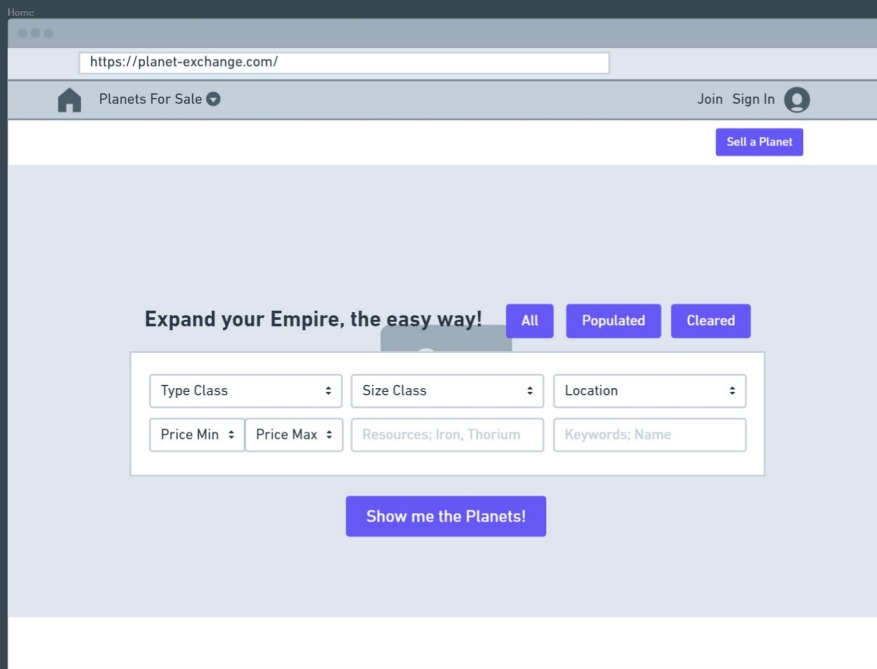 Home
https://planet-exchange.com/
Planets For Sale
Join Sign In
Sell a Planet
Expand your Empire, the easy way! All Populated Cleared
Type Class Size Class Location
Price Min Price Max Resources; Iron, Thorium Keywords; Name
Show me the Planets!